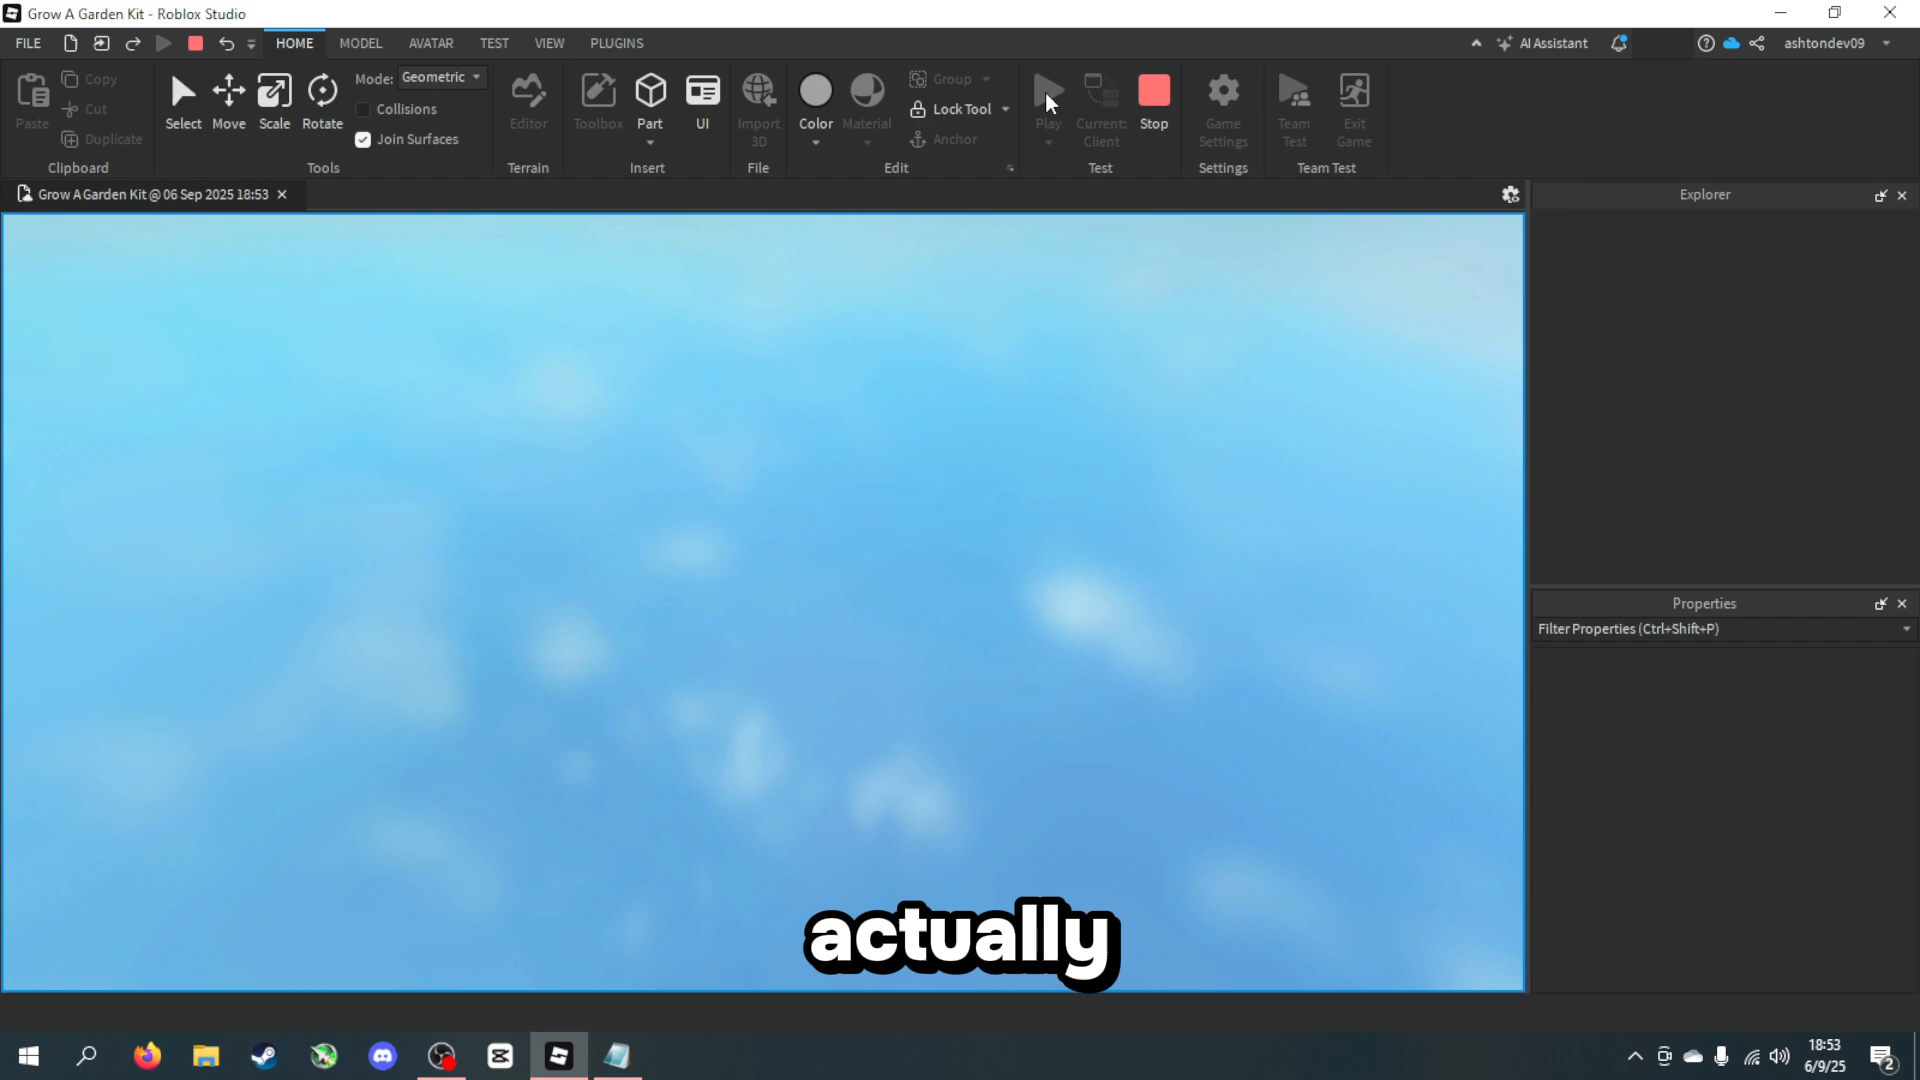 Grow A Garden Kit - Roblox Studio
FILE HOME MODEL AVATAR TEST VIEW PLUGINS AI Assistant ashtondev09
Paste
Copy
Cut
Duplicate
Clipboard
Select Move Scale Rotate
Mode: Geometric
Collisions
Join Surfaces
Tools
Editor
Terrain
Toolbox Part UI
Insert
Import
3D
File
Color Material
Group
Lock Tool
Anchor
Edit
Play
Current:
Client
Stop
Test
Game
Settings
Settings
Team
Test
Exit
Game
Team Test
Grow A Garden Kit @ 06 Sep 2025 18:53
Explorer
Properties
Filter Properties (Ctrl+Shift+P)
actually
18:53
6/9/25
2